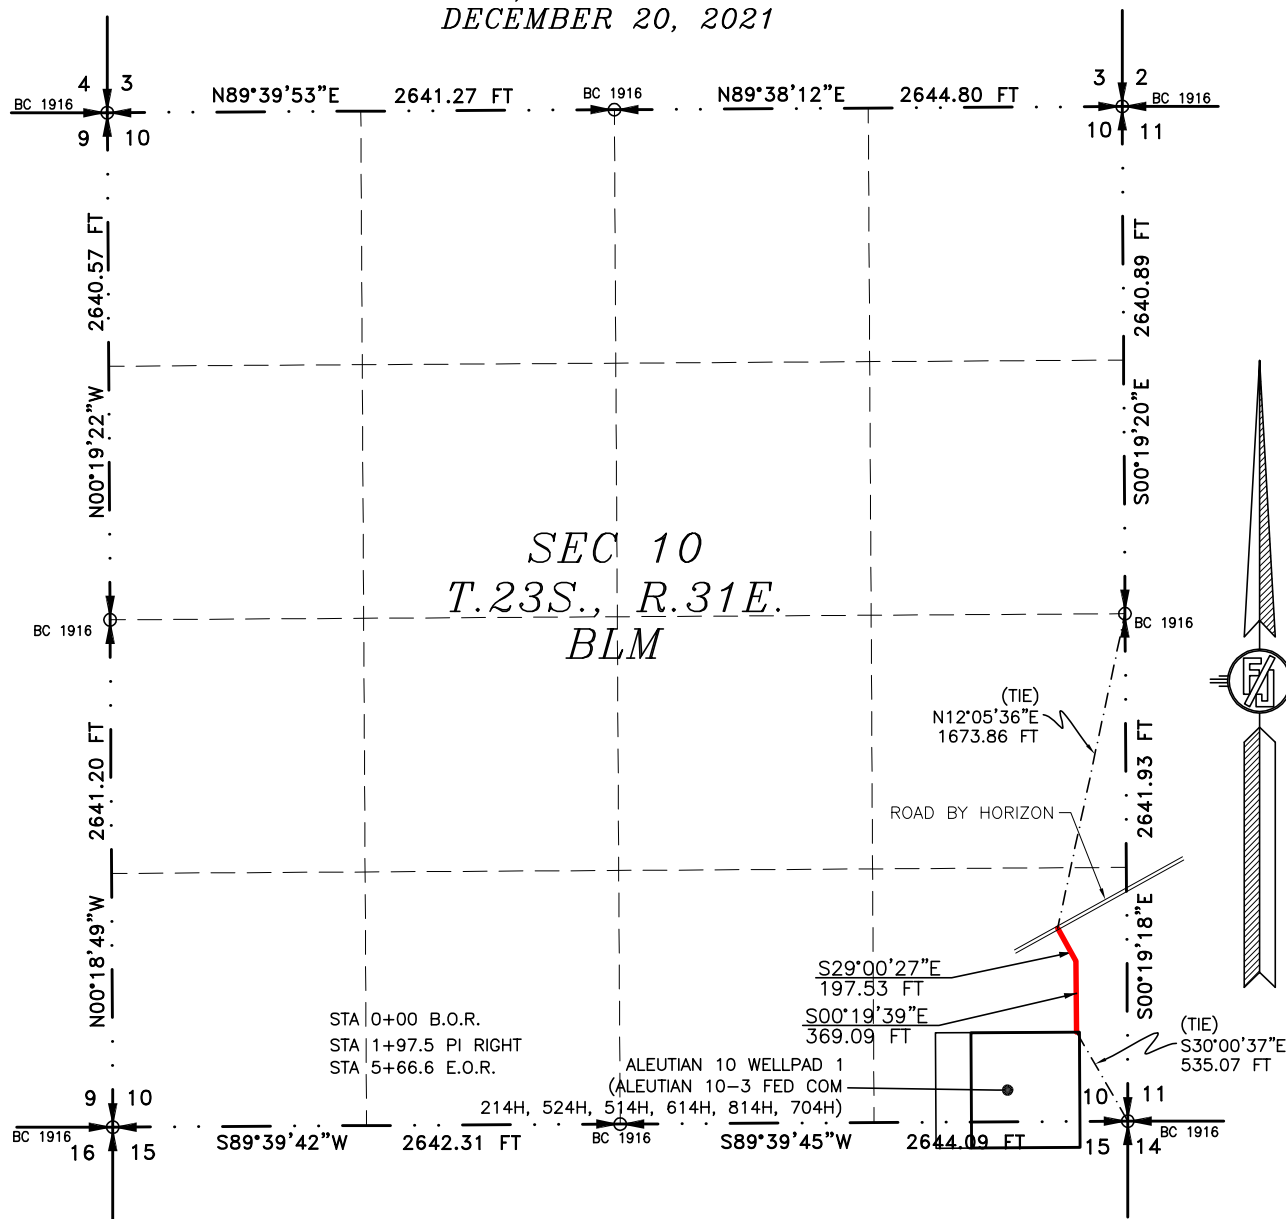 DECEMBER 20, 2021
4 3
3 2
BC 1916
N89°39'53"E 2641.27 FT
BC 1916
N89°38'12"E 2644.80 FT
BC 1916
9 10
10 11
2640.57 FT
N00°19'22"W
2640.89 FT
S00°19'20"E
SEC 10
T.23S., R.31E.
BLM
BC 1916
BC 1916
(TIE)
N12°05'36"E
1673.86 FT
ROAD BY HORIZON
2641.20 FT
N00°18'49"W
2641.93 FT
S00°19'18"E
S29°00'27"E
197.53 FT
S00°19'39"E
369.09 FT
STA 0+00 B.O.R.
STA 1+97.5 PI RIGHT
STA 5+66.6 E.O.R.
(TIE)
S30°00'37"E
535.07 FT
ALEUTIAN 10 WELLPAD 1
(ALEUTIAN 10-3 FED COM
214H, 524H, 514H, 614H, 814H, 704H)
9 10
10 11
BC 1916
S89°39'42"W 2642.31 FT
BC 1916
S89°39'45"W 2644.09 FT
BC 1916
16 15
15 14